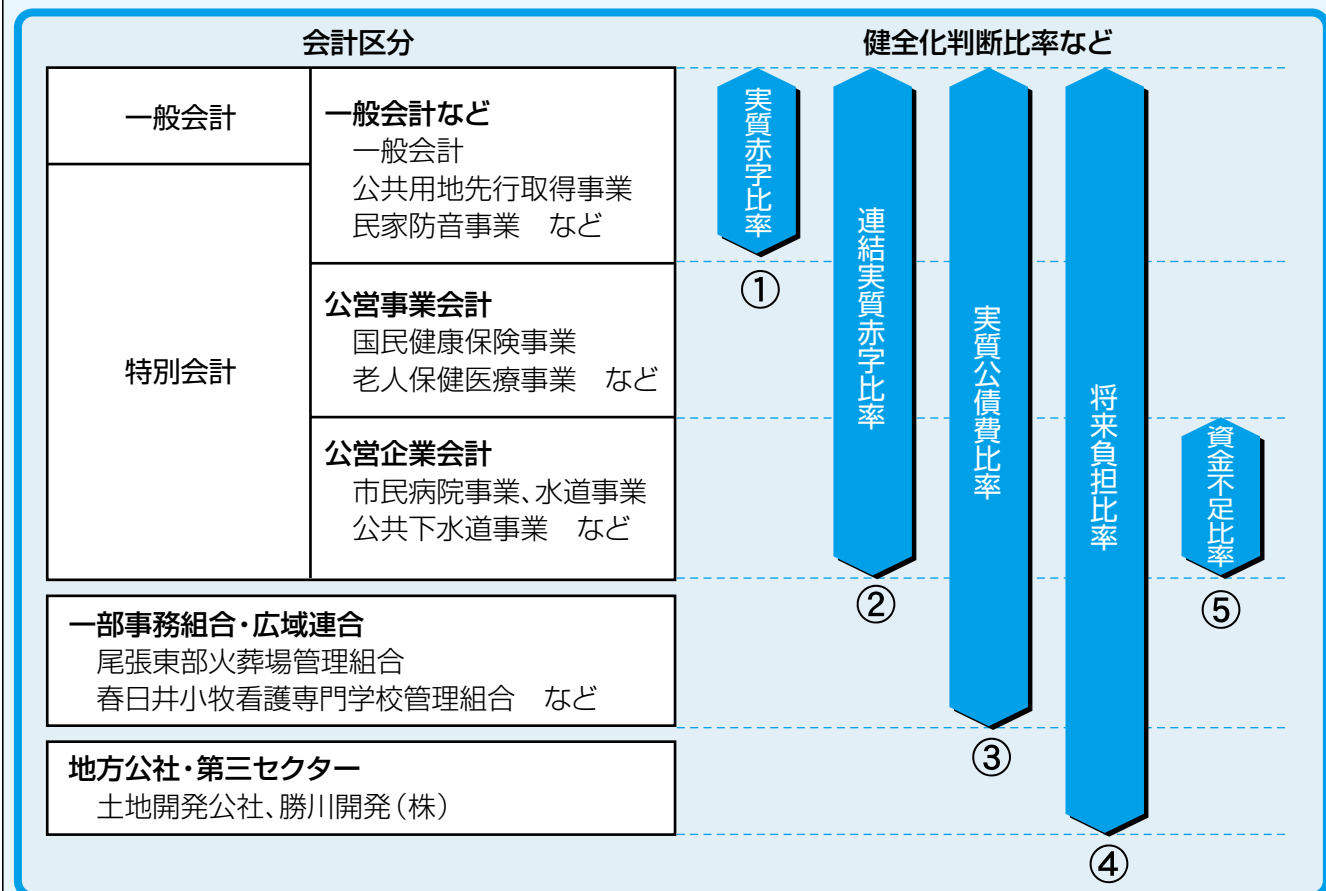 会計区分
健全化判断比率など
一般会計
特別会計
一般会計など
一般会計
公共用地先行取得事業
民家防音事業　など
公営事業会計
国民健康保険事業
老人保健医療事業　など
公営企業会計
市民病院事業、水道事業
公共下水道事業　など
一部事務組合・広域連合
尾張東部火葬場管理組合
春日井小牧看護専門学校管理組合　など
地方公社・第三セクター
土地開発公社、勝川開発（株）
実質赤字比率
①
連結実質赤字比率
②
実質公債費比率
③
将来負担比率
④
資金不足比率
⑤